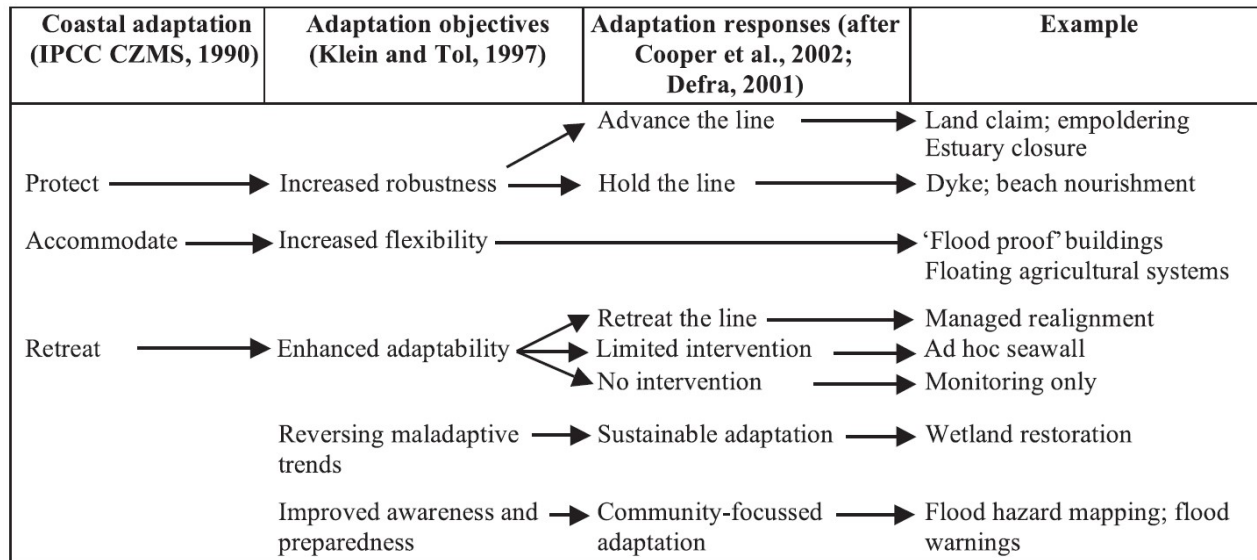 Coastal adaptation
(IPCC CZMS, 1990)
Adaptation objectives
(Klein and Tol, 1997)
Adaptation responses (after
Cooper et al., 2002;
Defra, 2001)
Example
Advance the line
Land claim; empoldering
Estuary closure
Protect
Increased robustness
Hold the line
Dyke; beach nourishment
Accommodate
Increased flexibility
‘Flood proof’ buildings
Floating agricultural systems
Retreat
Enhanced adaptability
Retreat the line
Managed realignment
Limited intervention
Ad hoc seawall
No intervention
Monitoring only
Reversing maladaptive
trends
Sustainable adaptation
Wetland restoration
Improved awareness and
preparedness
Community-focussed
adaptation
Flood hazard mapping; flood
warnings